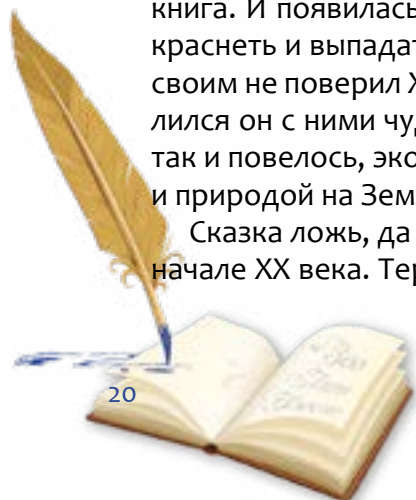 книга. И появилась
краснеть и выпадат
своим не поверил Х
лился он с ними чуд
так и повелось, эко
и природой на Зем
Сказка ложь, да
начале XX века. Тер
20